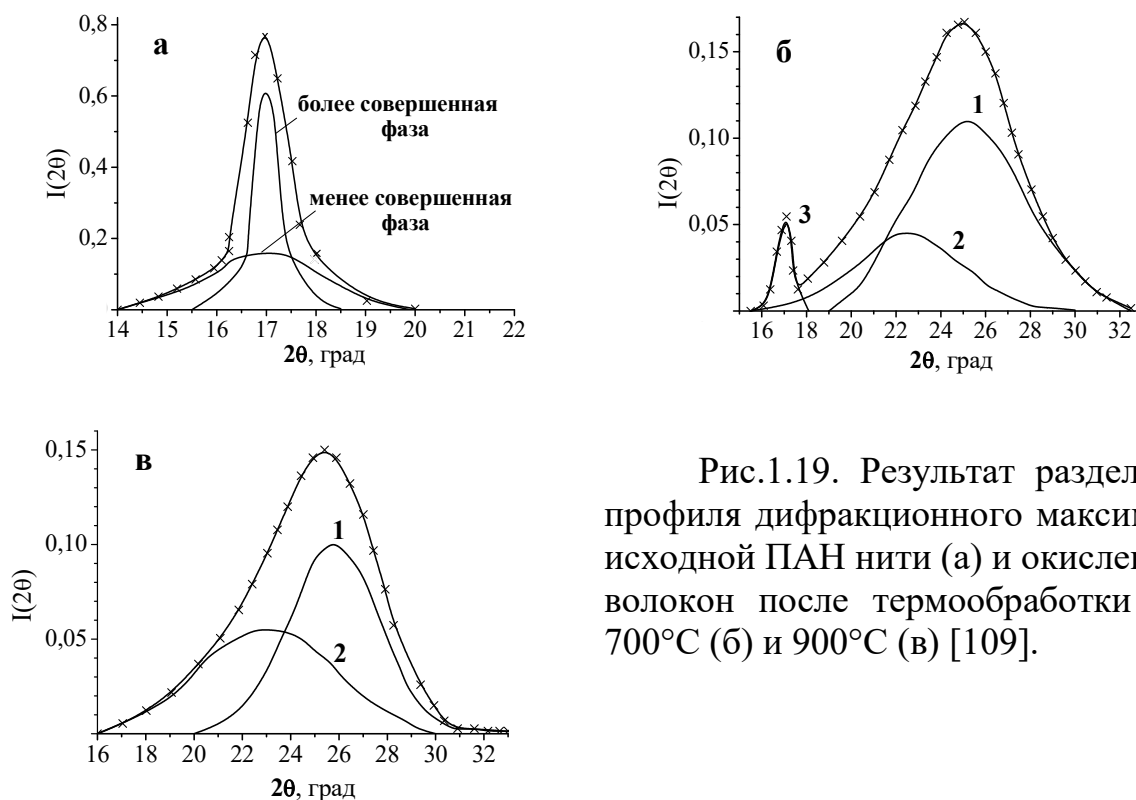 а
0,8
0,6
0,4
0,2
I(2θ)
более совершенная
фаза
менее совершенная
фаза
14 15 16 17 18 19 20 21 22
2θ, град
б
0,15
0,10
0,05
I(2θ)
1
2
3
16 18 20 22 24 26 28 30 32
2θ, град
в
0,15
0,10
0,05
I(2θ)
1
2
16 18 20 22 24 26 28 30 32
2θ, град
Рис.1.19. Результат раздел
профиля дифракционного максим
исходной ПАН нити (а) и окислен
волокон после термообработки
700°С (б) и 900°С (в) [109].